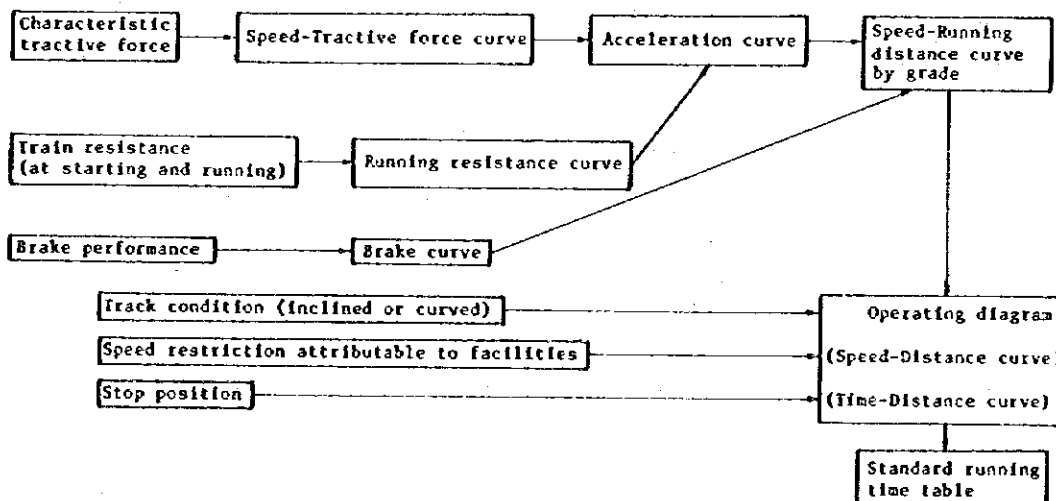 Characteristic
tractive force
Speed-Tractive force curve
Acceleration curve
Speed-Running
distance curve
by grade
Train resistance
(at starting and running)
Running resistance curve
Brake performance
Brake curve
Track condition (inclined or curved)
Speed restriction attributable to facilities
Stop position
Operating diagram
(Speed-Distance curve)
(Time-Distance curve)
Standard running
time table